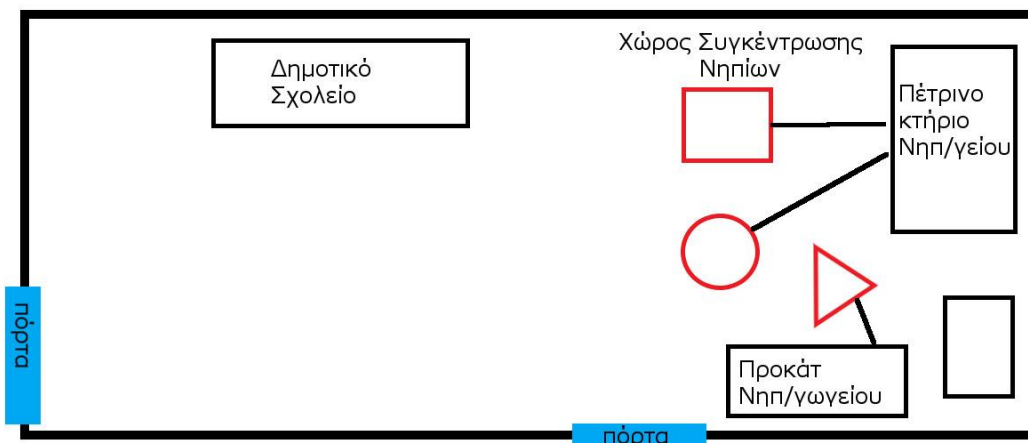 Δημοτικό
Σχολείο
Χώρος Συγκέντρωσης
Νηπίων
Πέτρινο
κτήριο
Νηπ/γείου
πόρτα
Προκάτ
Νηπ/γωγείου
πόρτα